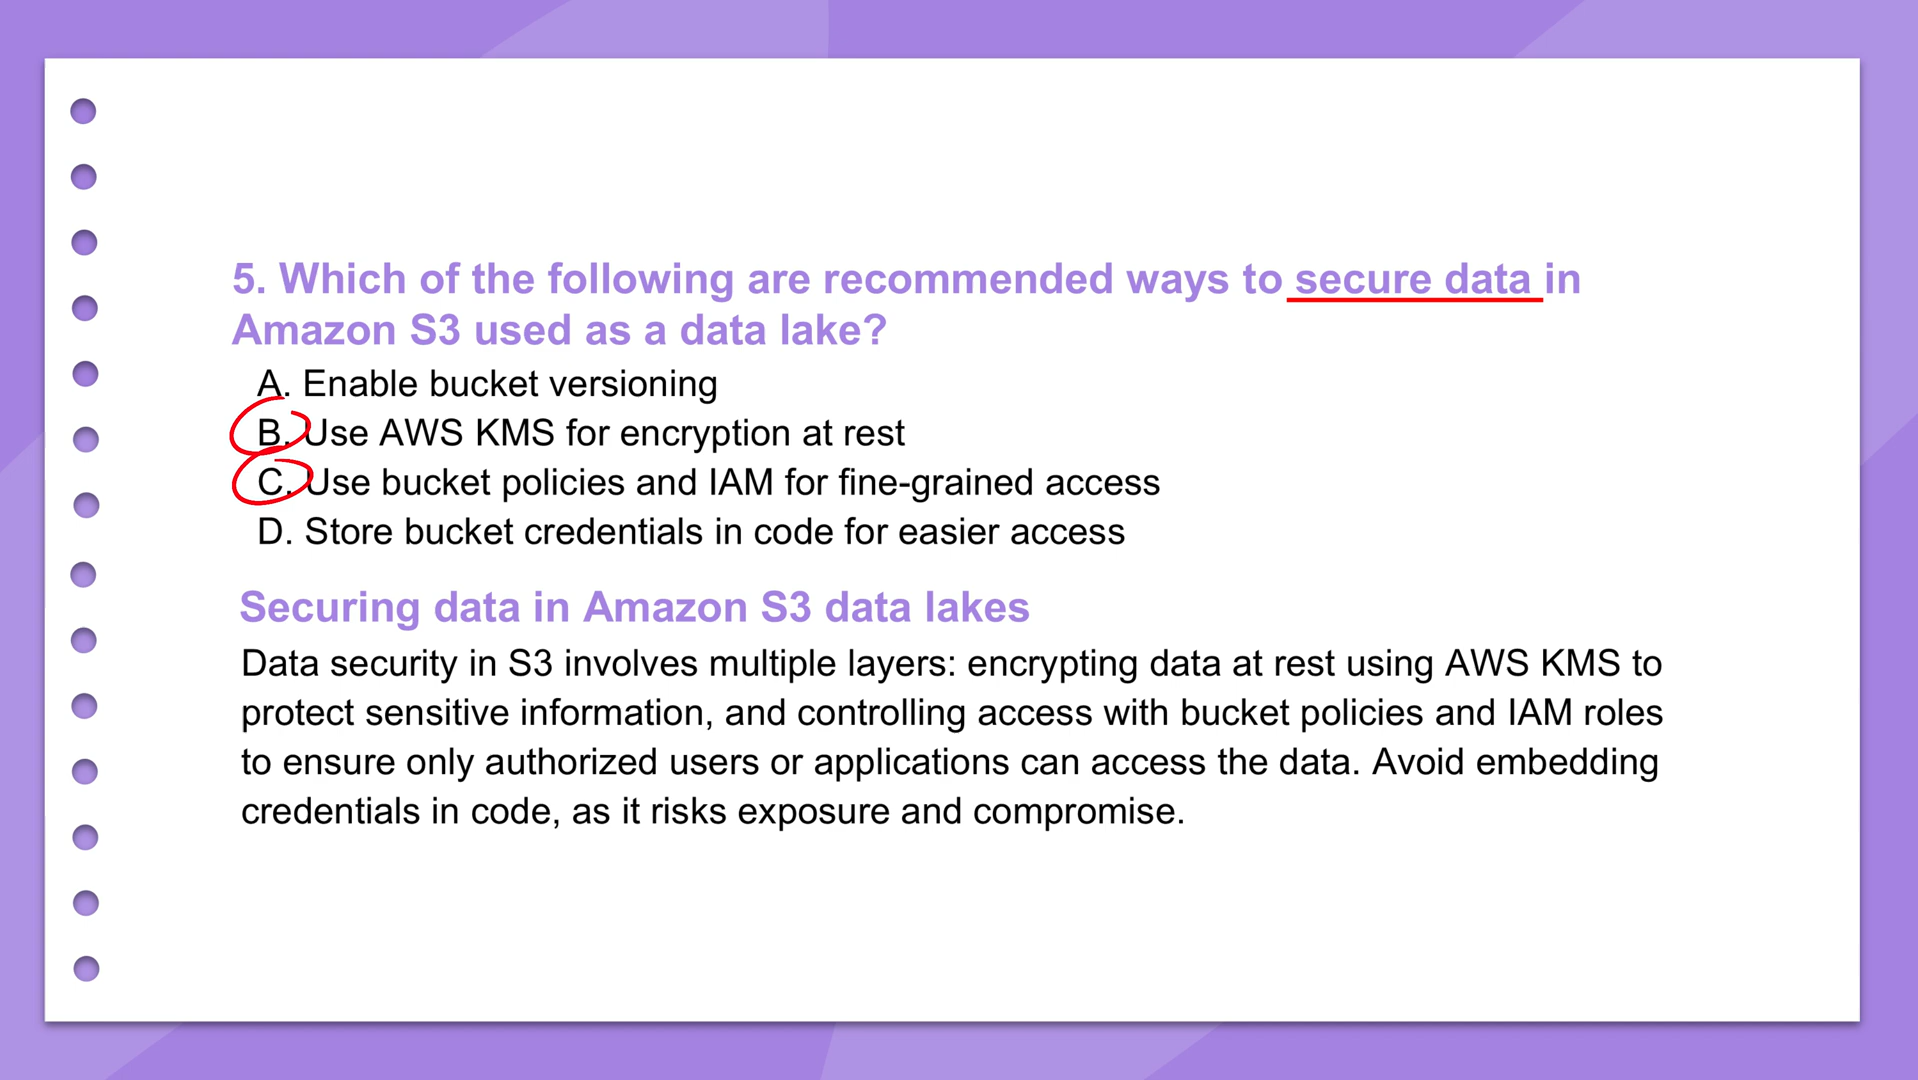 5. Which of the following are recommended ways to secure data in
Amazon S3 used as a data lake?
A. Enable bucket versioning
B. Use AWS KMS for encryption at rest
C. Use bucket policies and IAM for fine-grained access
D. Store bucket credentials in code for easier access
Securing data in Amazon S3 data lakes
Data security in S3 involves multiple layers: encrypting data at rest using AWS KMS to
protect sensitive information, and controlling access with bucket policies and IAM roles
to ensure only authorized users or applications can access the data. Avoid embedding
credentials in code, as it risks exposure and compromise.